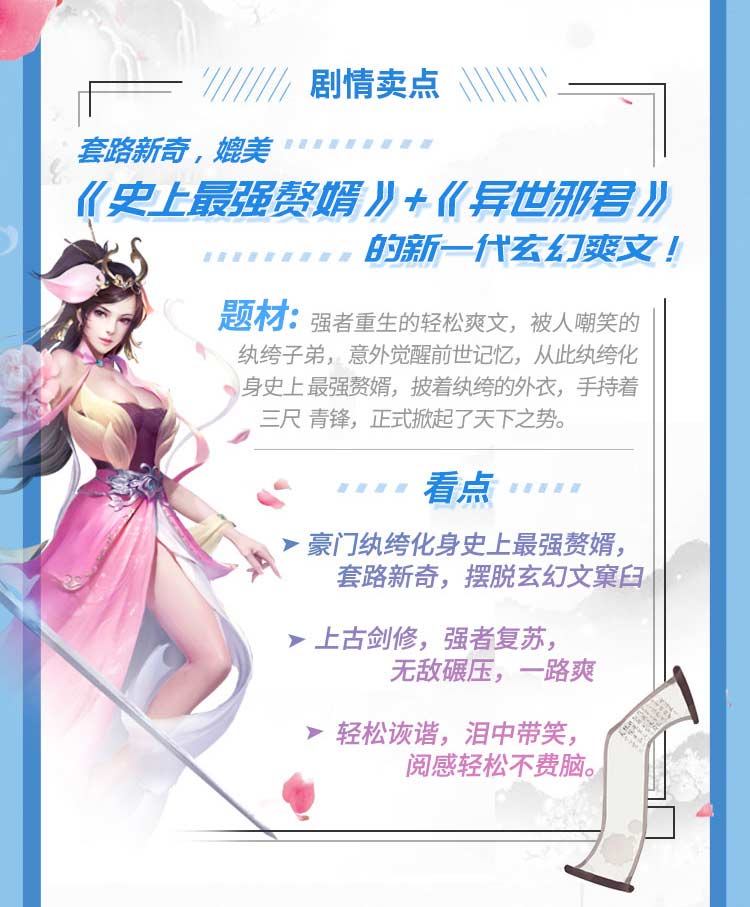 剧情卖点
套路新奇，媲美
《史上最强赘婿》+《异世邪君》
的新一代玄幻爽文！
题材: 强者重生的轻松爽文，被人嘲笑的
纨绔子弟，意外觉醒前世记忆，从此纨绔化
身史上 最强赘婿，披着纨绔的外衣，手持着
三尺 青锋，正式掀起了天下之势。
看点
豪门纨绔化身史上最强赘婿，
套路新奇，摆脱玄幻文窠臼
上古剑修，强者复苏，
无敌碾压，一路爽
轻松诙谐，泪中带笑，
阅感轻松不费脑。